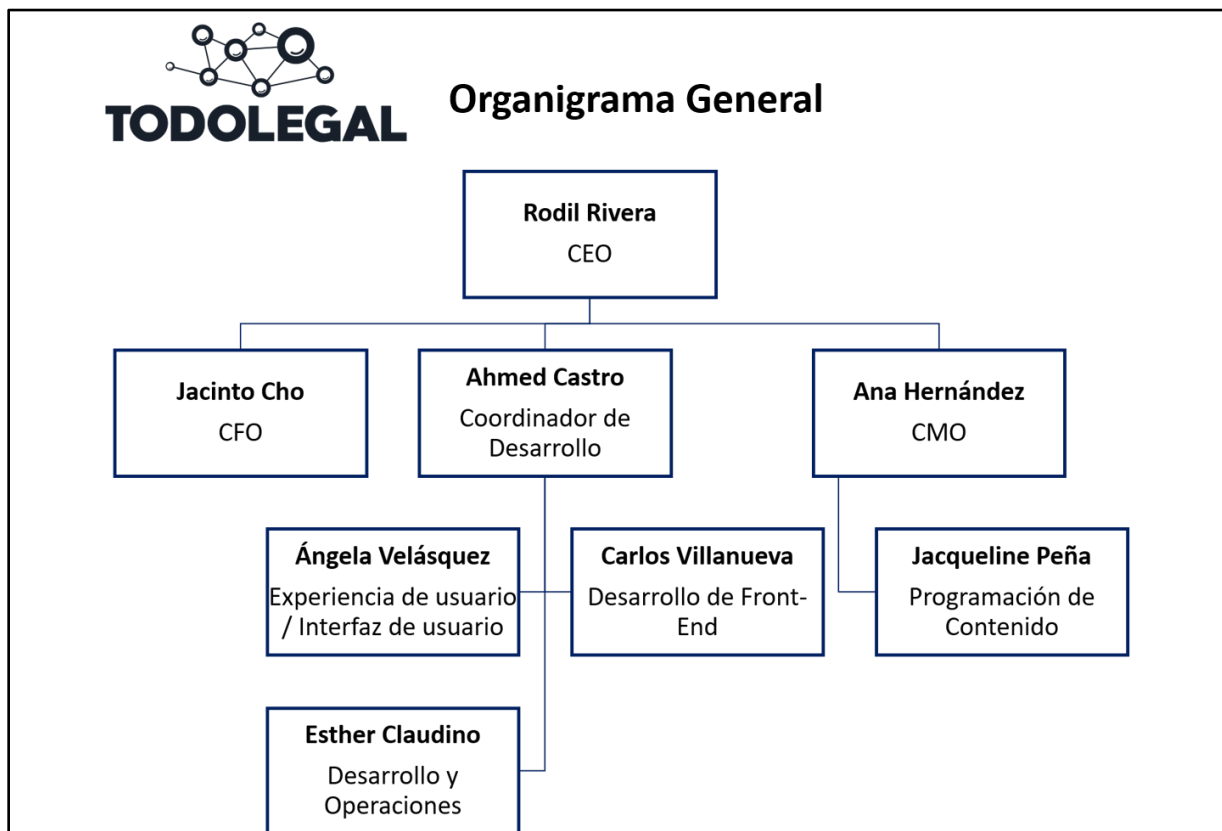 TODOLEGAL
Organigrama General
Rodil Rivera
CEO
Jacinto Cho
CFO
Ahmed Castro
Coordinador de
Desarrollo
Ana Hernández
CMO
Ángela Velásquez
Experiencia de usuario
/ Interfaz de usuario
Carlos Villanueva
Desarrollo de Front-
End
Jacqueline Peña
Programación de
Contenido
Esther Claudino
Desarrollo y
Operaciones